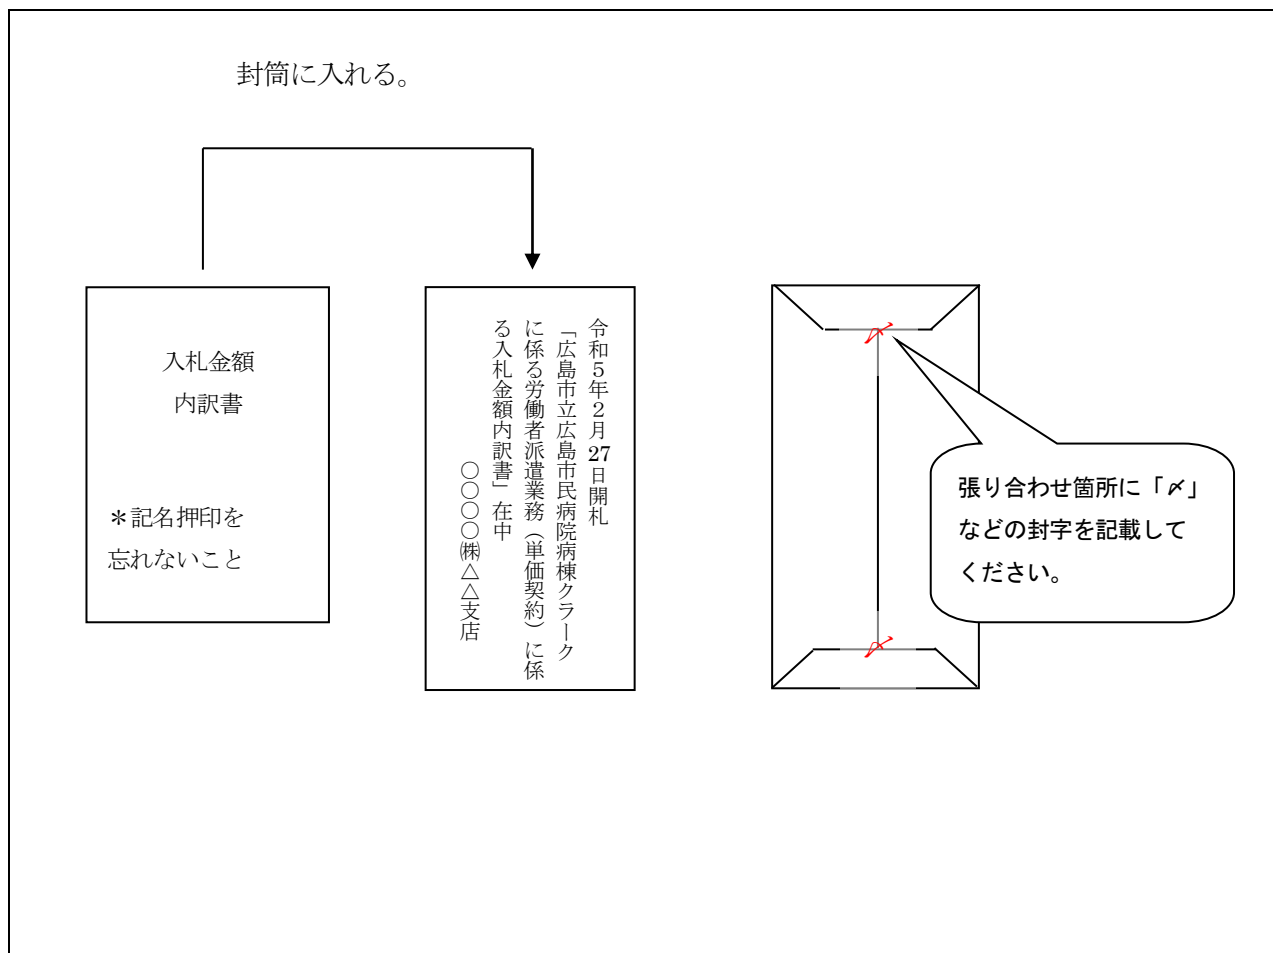 封筒に入れる。
入札金額
内訳書
＊記名押印を
忘れないこと
令和５年２月27日開札
「広島市立広島市民病院病棟クラーク
に係る労働者派遣業務（単価契約）に係
る入札金額内訳書」在中
○○○○㈱△△支店
〆
〆
張り合わせ箇所に「〆」
などの封字を記載して
ください。